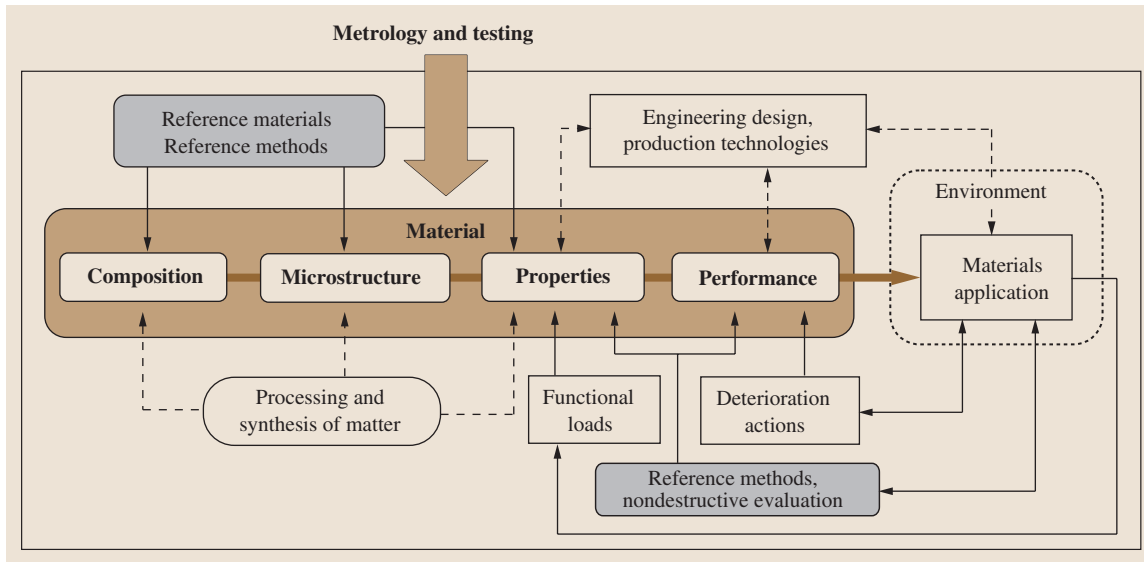 Metrology and testing
Reference materials
Reference methods
Engineering design,
production technologies
Environment
Material
Composition
Microstructure
Properties
Performance
Materials
application
Processing and
synthesis of matter
Functional
loads
Deterioration
actions
Reference methods,
nondestructive evaluation